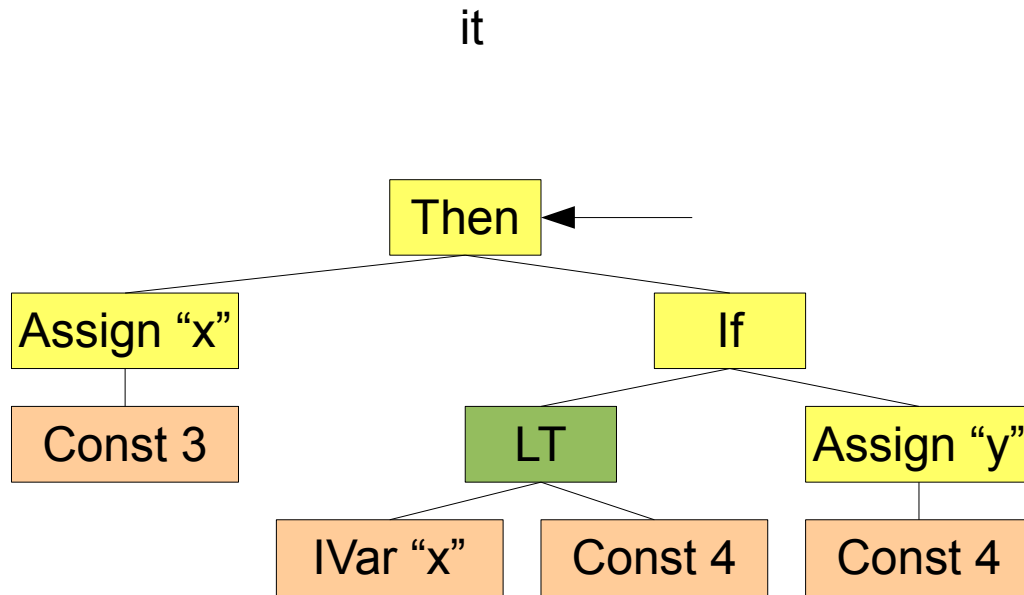 it
Then
Assign “x”
If
Const 3
LT
Assign “y”
IVar “x”
Const 4
Const 4